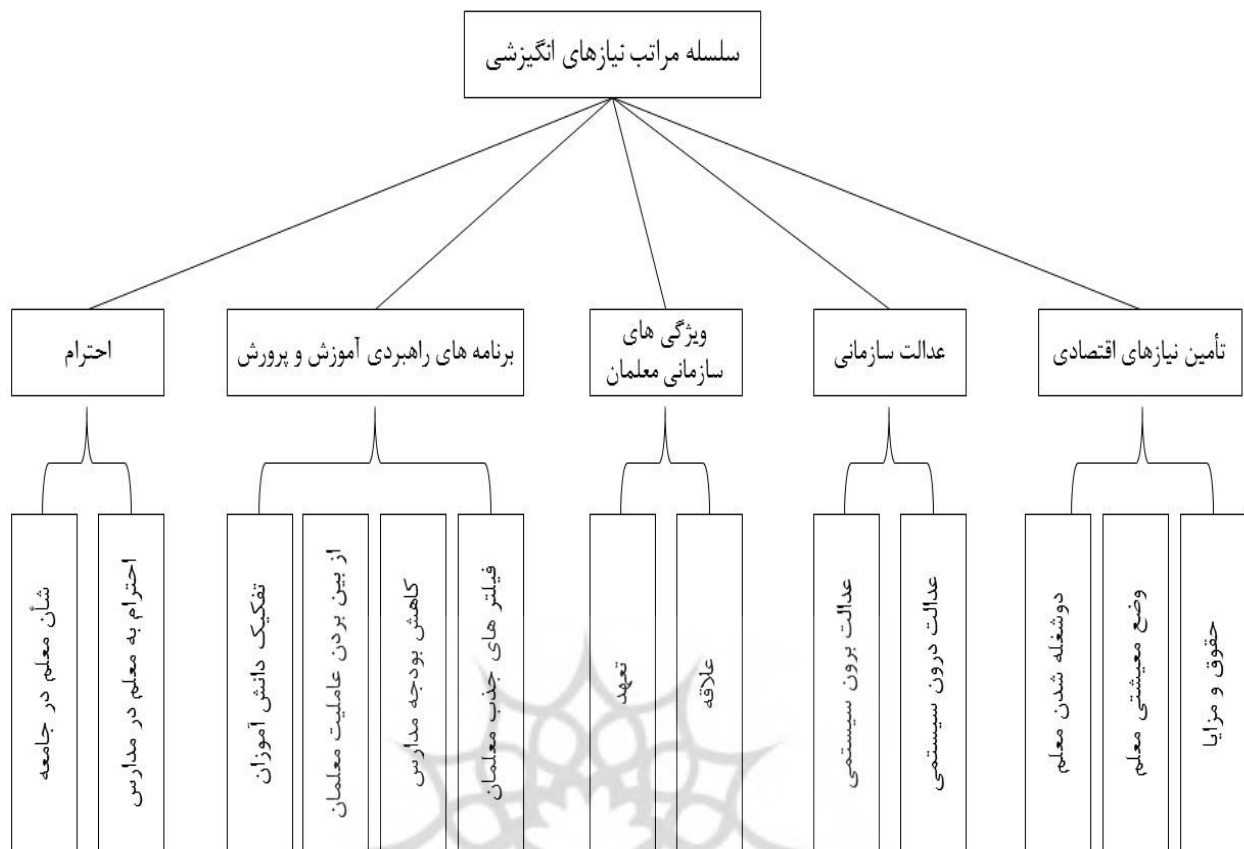 سلسله مراتب نیازهای انگیزشی
تأمین نیازهای اقتصادی
عدالت سازمانی
ویژگی های
سازمانی معلمان
برنامه های راهبردی آموزش و پرورش
احترام
حقوق و مزایا
وضع معیشتی معلم
دوشغله شدن معلم
عدالت درون سیستمی
عدالت برون سیستمی
علاقه
تعهد
فیلتر های جذب معلمان
کاهش بودجه مدارس
از بین بردن عاملیت معلمان
تفکیک دانش آموزان
احترام به معلم در مدارس
شأن معلم در جامعه